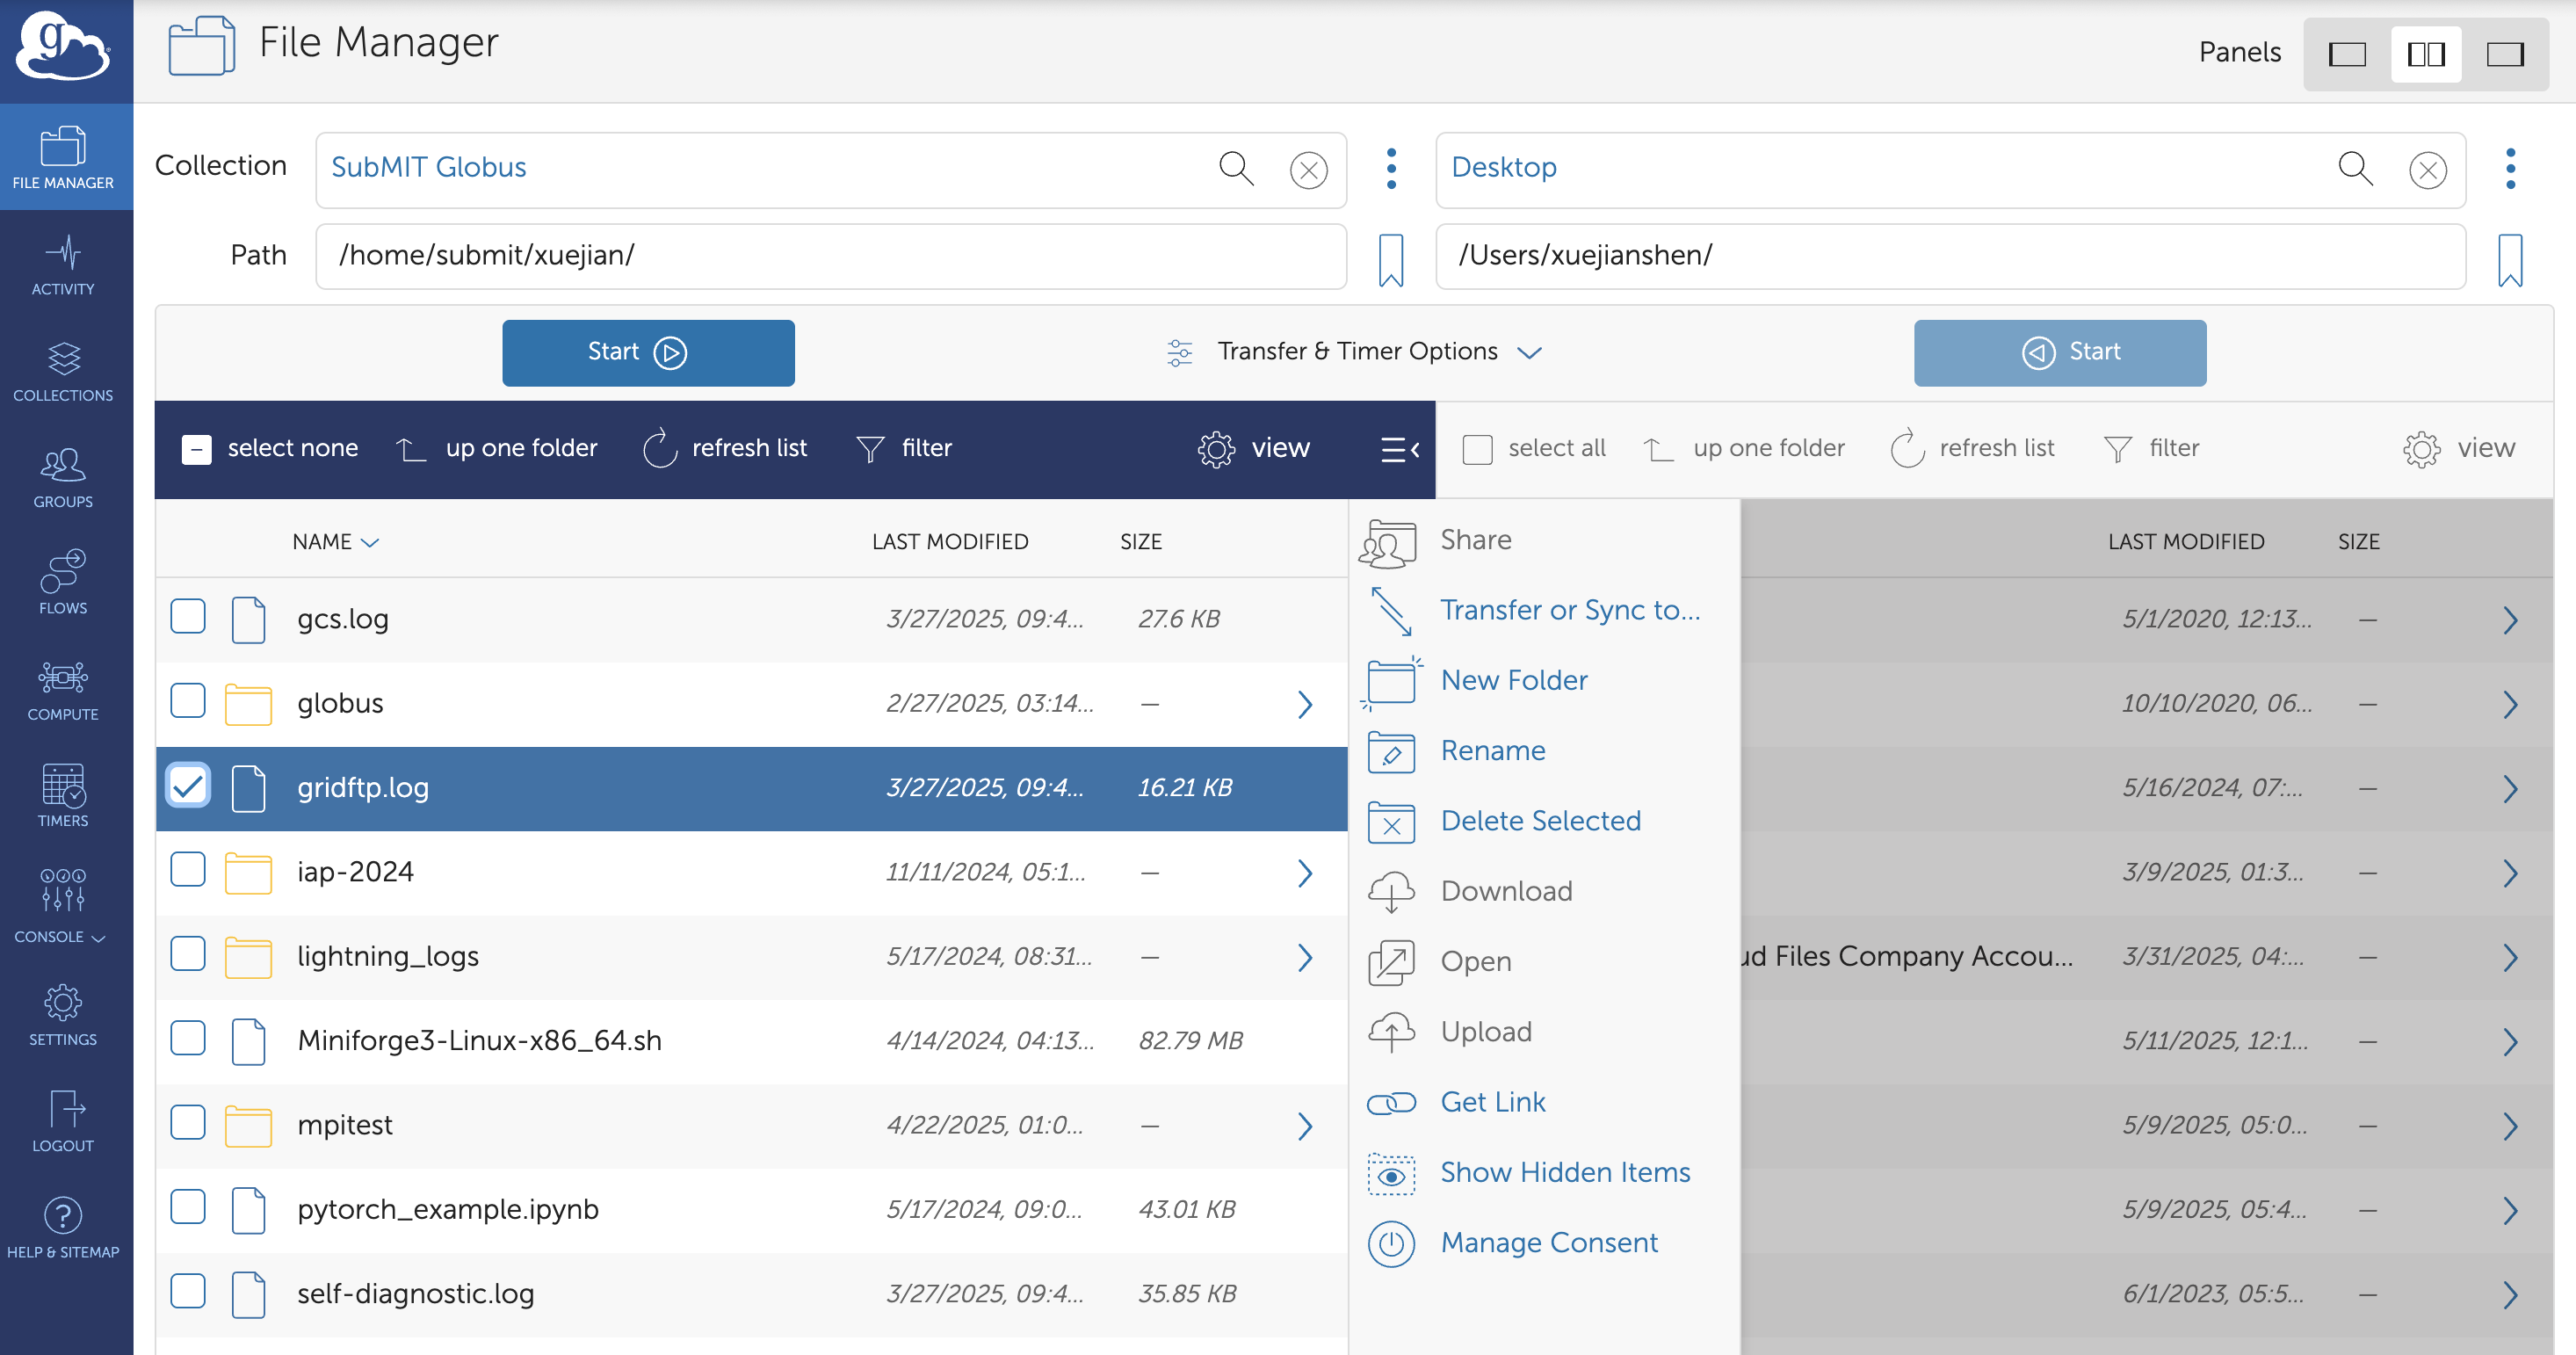 g
File Manager
Panels
FILE MANAGER
ACTIVITY
COLLECTIONS
GROUPS
FLOWS
COMPUTE
TIMERS
CONSOLE
SETTINGS
LOGOUT
HELP & SITEMAP
Collection
SubMIT Globus
Desktop
Path
/home/submit/xuejian/
/Users/xuejianshen/
Start
Transfer & Timer Options
Start
select none
up one folder
refresh list
filter
view
select all
up one folder
refresh list
filter
view
NAME LAST MODIFIED SIZE
gcs.log 3/27/2025, 09:4... 27.6 KB
globus 2/27/2025, 03:14... —
gridftp.log 3/27/2025, 09:4... 16.21 KB
iap-2024 11/11/2024, 05:1... —
lightning_logs 5/17/2024, 08:31... —
Miniforge3-Linux-x86_64.sh 4/14/2024, 04:13... 82.79 MB
mpitest 4/22/2025, 01:0... —
pytorch_example.ipynb 5/17/2024, 09:0... 43.01 KB
self-diagnostic.log 3/27/2025, 09:4... 35.85 KB
Share
Transfer or Sync to...
New Folder
Rename
Delete Selected
Download
Open
Upload
Get Link
Show Hidden Items
Manage Consent
LAST MODIFIED SIZE
5/1/2020, 12:13... —
10/10/2020, 06... —
5/16/2024, 07:... —
3/9/2025, 01:3... —
ud Files Company Accou... 3/31/2025, 04:... —
5/11/2025, 12:1... —
5/9/2025, 05:0... —
5/9/2025, 05:4... —
6/1/2023, 05:5... —